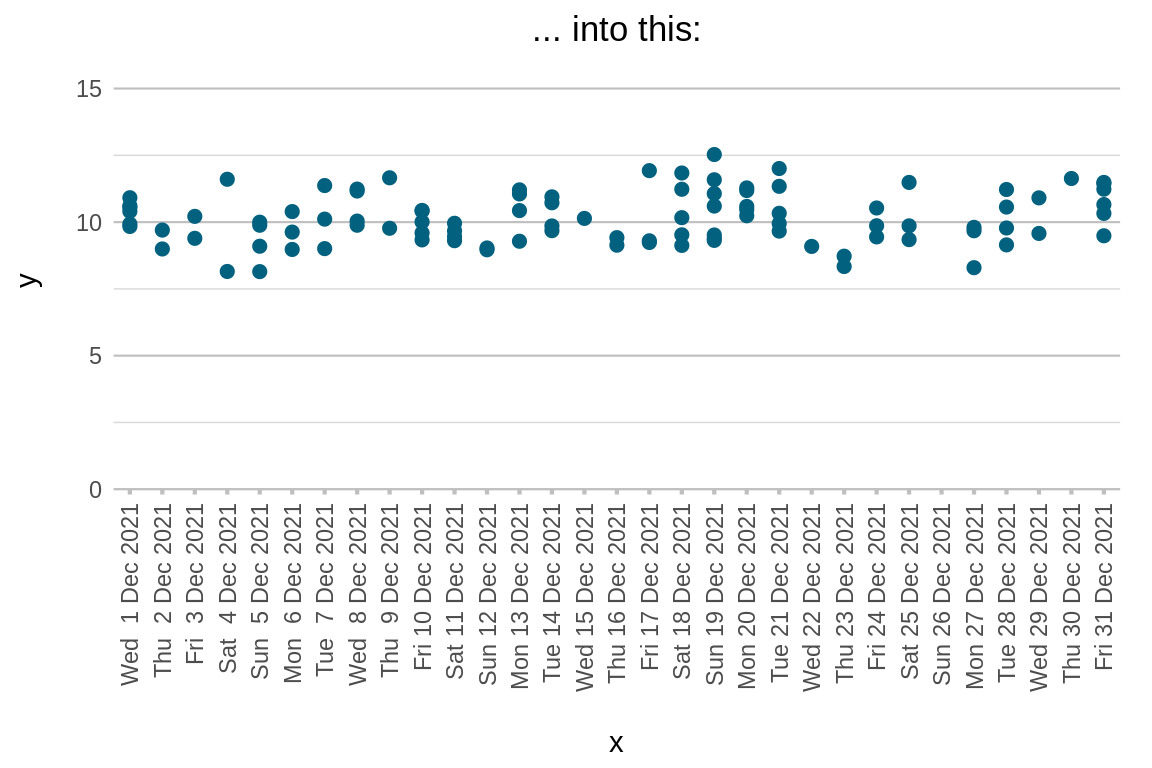 ... into this:
15
10
5
0
y
Wed  1 Dec 2021
Thu  2 Dec 2021
Fri  3 Dec 2021
Sat  4 Dec 2021
Sun  5 Dec 2021
Mon  6 Dec 2021
Tue  7 Dec 2021
Wed  8 Dec 2021
Thu  9 Dec 2021
Fri 10 Dec 2021
Sat 11 Dec 2021
Sun 12 Dec 2021
Mon 13 Dec 2021
Tue 14 Dec 2021
Wed 15 Dec 2021
Thu 16 Dec 2021
Fri 17 Dec 2021
Sat 18 Dec 2021
Sun 19 Dec 2021
Mon 20 Dec 2021
Tue 21 Dec 2021
Wed 22 Dec 2021
Thu 23 Dec 2021
Fri 24 Dec 2021
Sat 25 Dec 2021
Sun 26 Dec 2021
Mon 27 Dec 2021
Tue 28 Dec 2021
Wed 29 Dec 2021
Thu 30 Dec 2021
Fri 31 Dec 2021
x